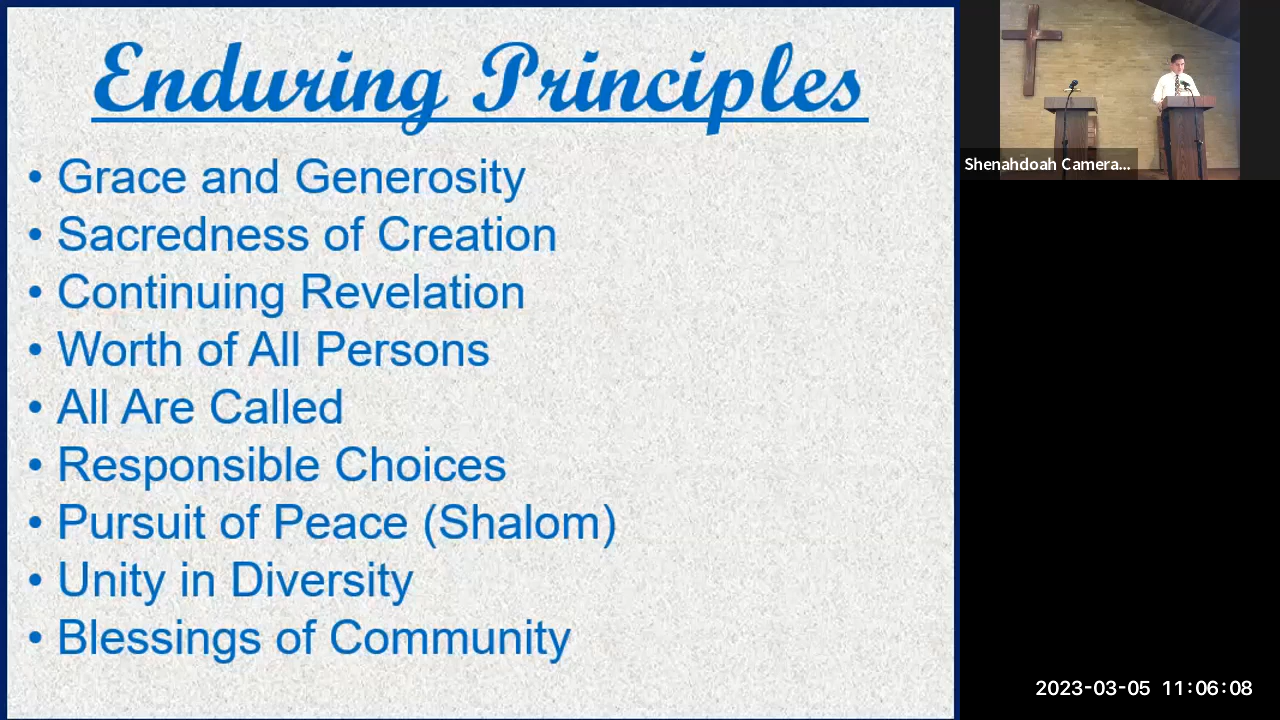 Enduring Principles
• Grace and Generosity
• Sacredness of Creation
• Continuing Revelation
• Worth of All Persons
• All Are Called
• Responsible Choices
• Pursuit of Peace (Shalom)
• Unity in Diversity
• Blessings of Community
Shenahdoah Camera...
2023-03-05 11:06:08